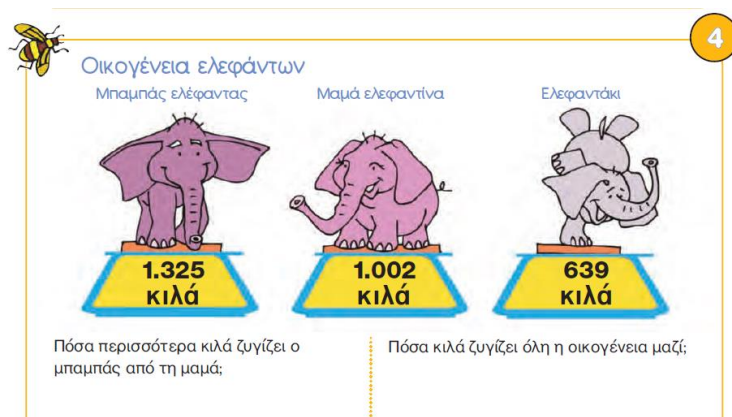 4
Οικογένεια ελεφάντων
Μπαμπάς ελέφαντας
Μαμά ελεφαντίνα
Ελεφαντάκι
1.325
κιλά
1.002
κιλά
639
κιλά
Πόσα περισσότερα κιλά ζυγίζει ο
μπαμπάς από τη μαμά;
Πόσα κιλά ζυγίζει όλη η οικογένεια μαζί;